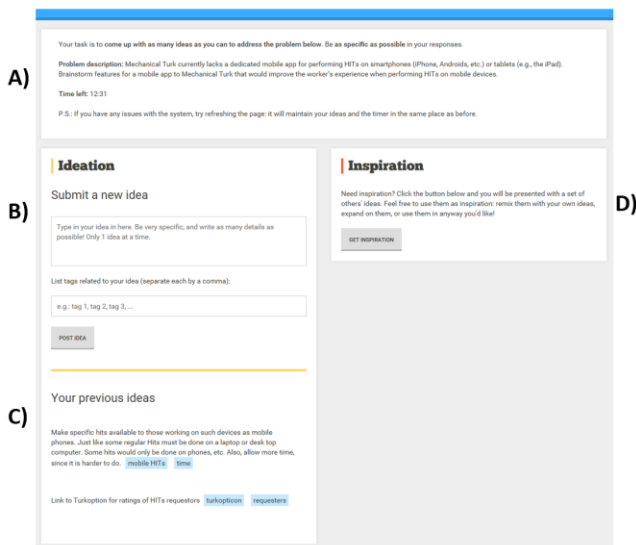 A)
Your task is to come up with as many ideas as you can to address the problem below. Be as specific as possible in your responses.
Problem description: Mechanical Turk currently lacks a dedicated mobile app for performing HITs on smartphones (iPhone, Androids, etc.) or tablets (e.g., the iPad).
Brainstorm features for a mobile app to Mechanical Turk that would improve the worker's experience when performing HITs on mobile devices.
Time left: 12:31
P.S.: If you have any issues with the system, try refreshing the page: it will maintain your ideas and the timer in the same place as before.
B)
Ideation
Submit a new idea
Type in your idea in here. Be very specific, and write as many details as
possible! Only 1 idea at a time.
List tags related to your idea (separate each by a comma):
e.g.: tag 1, tag 2, tag 3, ...
POST IDEA
C)
Your previous ideas
Make specific hits available to those working on such devices as mobile
phones. Just like some regular Hits must be done on a laptop or desk top
computer. Some hits would only be done on phones, etc. Also, allow more time,
since it is harder to do. mobile HITs time
Link to Turkoption for ratings of HITs requestors turkopticon requesters
D)
Inspiration
Need inspiration? Click the button below and you will be presented with a set of
others' ideas. Feel free to use them as inspiration: remix them with your own ideas,
expand on them, or use them in anyway you'd like!
GET INSPIRATION